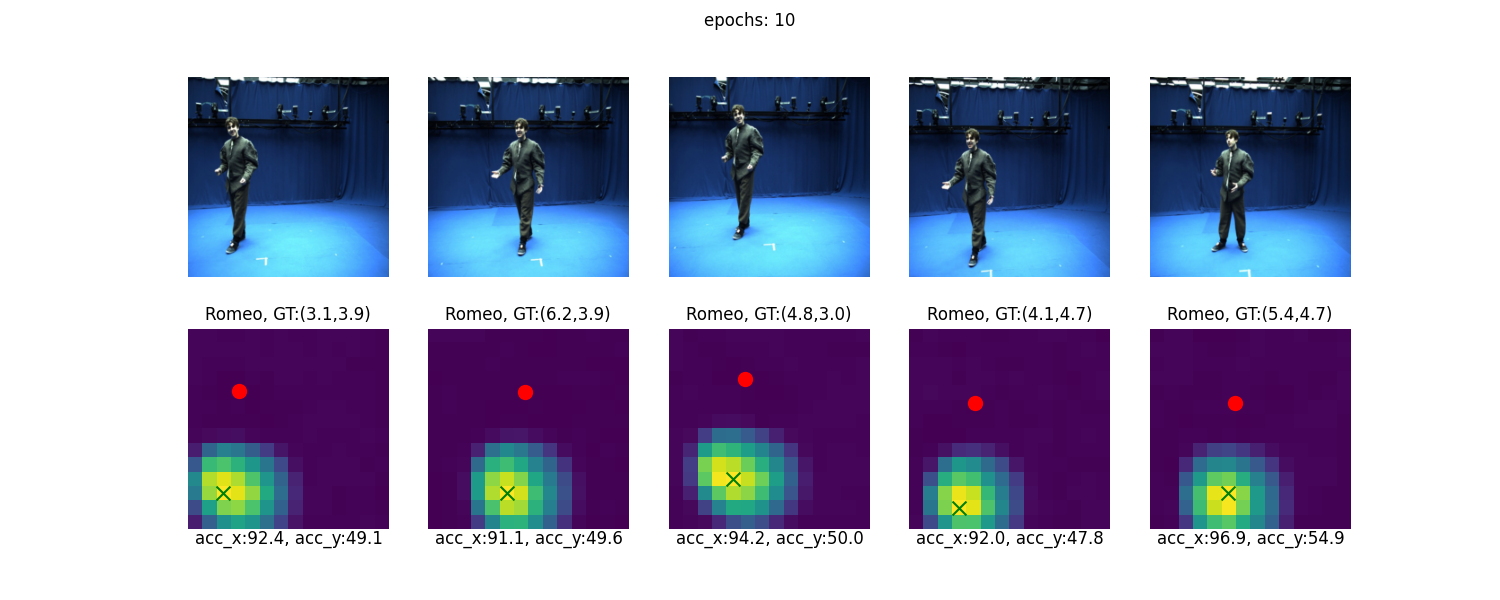 epochs: 10
Romeo, GT:(3.1,3.9)
Romeo, GT:(6.2,3.9)
Romeo, GT:(4.8,3.0)
Romeo, GT:(4.1,4.7)
Romeo, GT:(5.4,4.7)
acc_x:92.4, acc_y:49.1
acc_x:91.1, acc_y:49.6
acc_x:94.2, acc_y:50.0
acc_x:92.0, acc_y:47.8
acc_x:96.9, acc_y:54.9